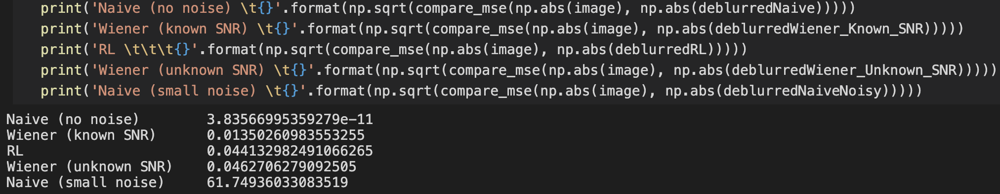 print('Naive (no noise) \t{}'.format(np.sqrt(compare_mse(np.abs(image), np.abs(deblurredNaive)))))
print('Wiener (known SNR) \t{}'.format(np.sqrt(compare_mse(np.abs(image), np.abs(deblurredWiener_Known_SNR)))))
print('RL \t\t\t{}'.format(np.sqrt(compare_mse(np.abs(image), np.abs(deblurredRL)))))
print('Wiener (unknown SNR) \t{}'.format(np.sqrt(compare_mse(np.abs(image), np.abs(deblurredWiener_Unknown_SNR)))))
print('Naive (small noise) \t{}'.format(np.sqrt(compare_mse(np.abs(image), np.abs(deblurredNaiveNoisy)))))
Naive (no noise) 3.83566995359279e-11
Wiener (known SNR) 0.01350260983553255
RL 0.044132982491066265
Wiener (unknown SNR) 0.0462706279092505
Naive (small noise) 61.74936033083519